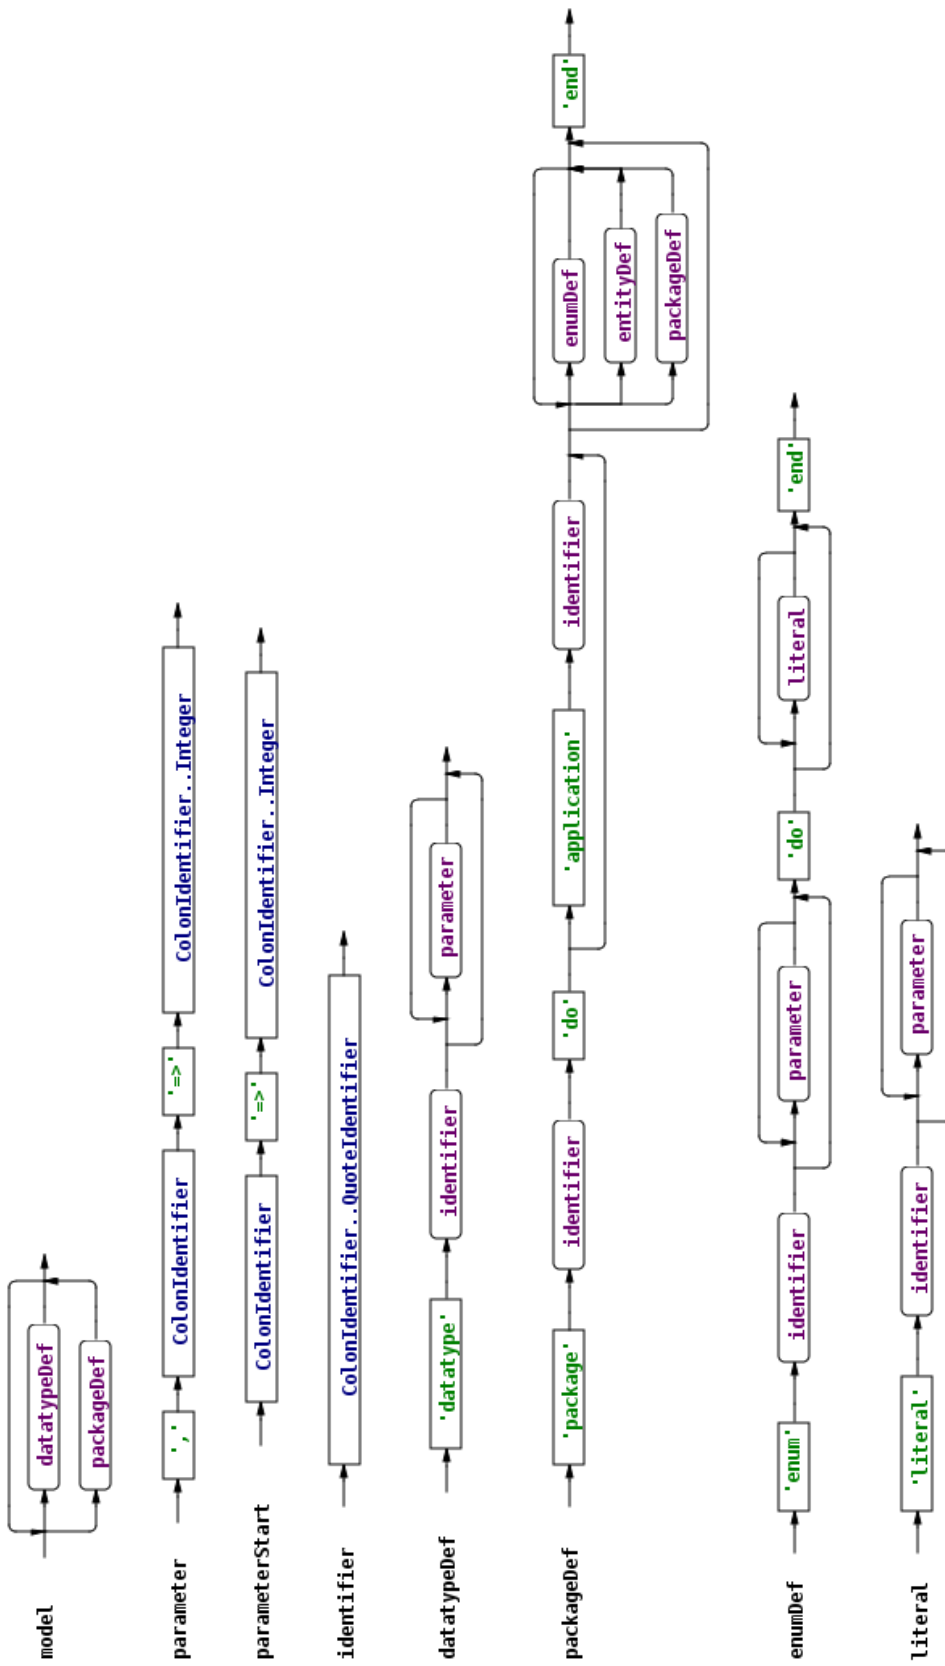 model
datatypeDef
packageDef
parameter
',' ColonIdentifier '=>' ColonIdentifier..Integer
parameterStart
ColonIdentifier '=>' ColonIdentifier..Integer
identifier
ColonIdentifier..QuoteIdentifier
datatypeDef
'datatype' identifier parameter
packageDef
'package' identifier 'do' 'application' identifier enumDef 'end'
entityDef
packageDef
enumDef
'enum' identifier parameter 'do' literal 'end'
literal
'literal' identifier parameter